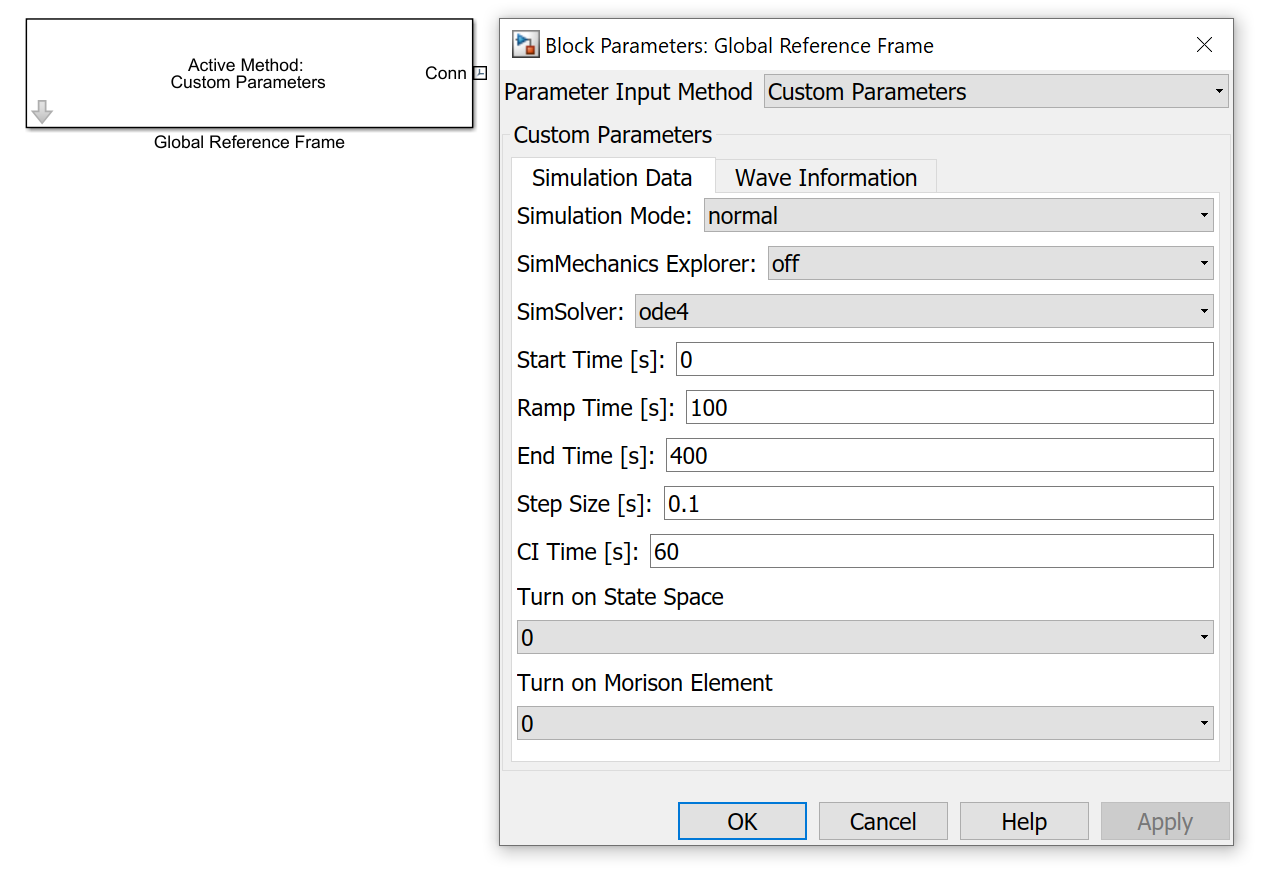 Active Method:
Custom Parameters
Conn
Global Reference Frame
Block Parameters: Global Reference Frame
Parameter Input Method Custom Parameters
Custom Parameters
Simulation Data Wave Information
Simulation Mode: normal
SimMechanics Explorer: off
SimSolver: ode4
Start Time [s]: 0
Ramp Time [s]: 100
End Time [s]: 400
Step Size [s]: 0.1
CI Time [s]: 60
Turn on State Space
0
Turn on Morison Element
0
OK Cancel Help Apply